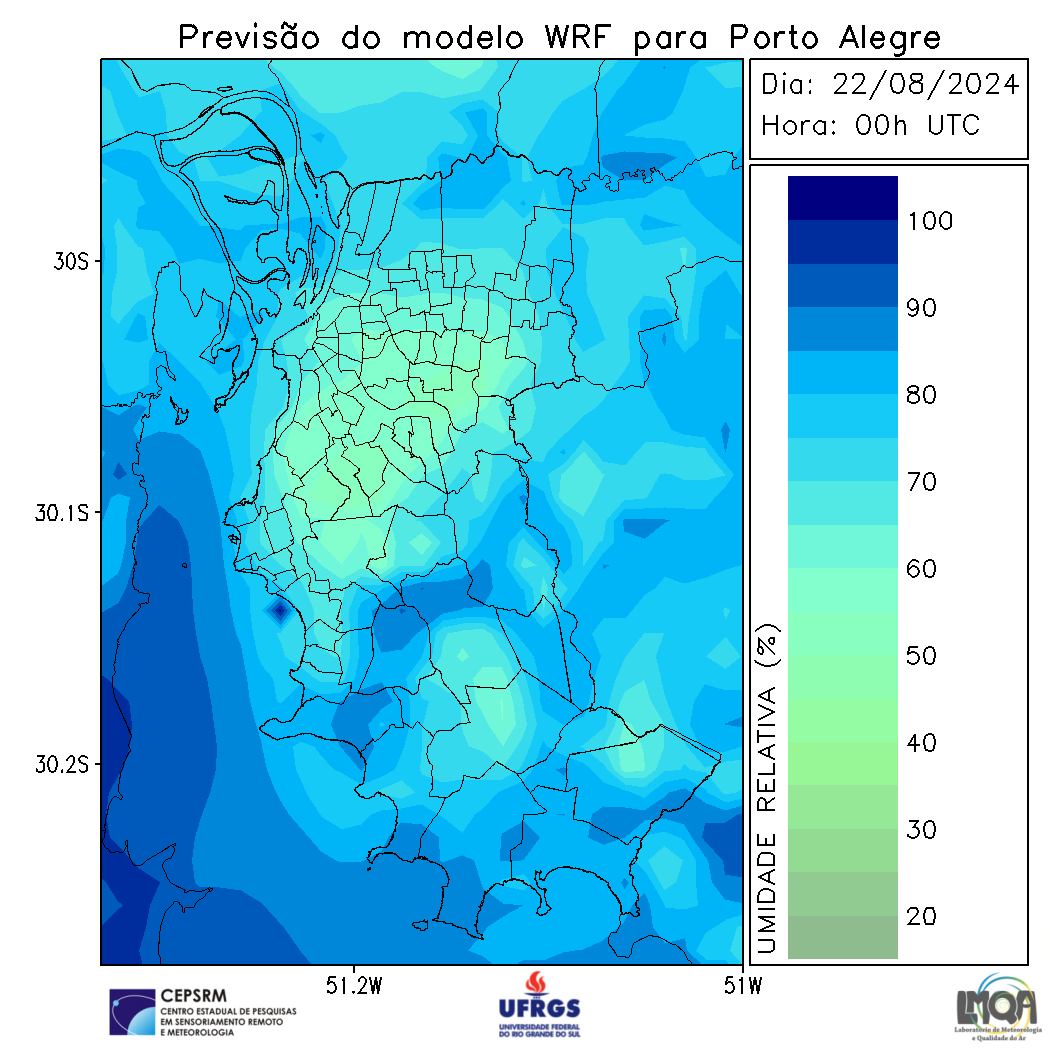 Previsão do modelo WRF para Porto Alegre
Dia: 22/08/2024
Hora: 00h UTC
100
90
80
70
60
50
40
30
20
UMIDADE RELATIVA (%)
30S
30.1S
30.2S
51.2W
51W
CEPSRM
CENTRO ESTADUAL DE PESQUISAS
EM SENSORIAMENTO REMOTO
E METEOROLOGIA
UFRGS
UNIVERSIDADE FEDERAL
DO RIO GRANDE DO SUL
LMQA
Laboratório de Meteorologia
e Qualidade do Ar